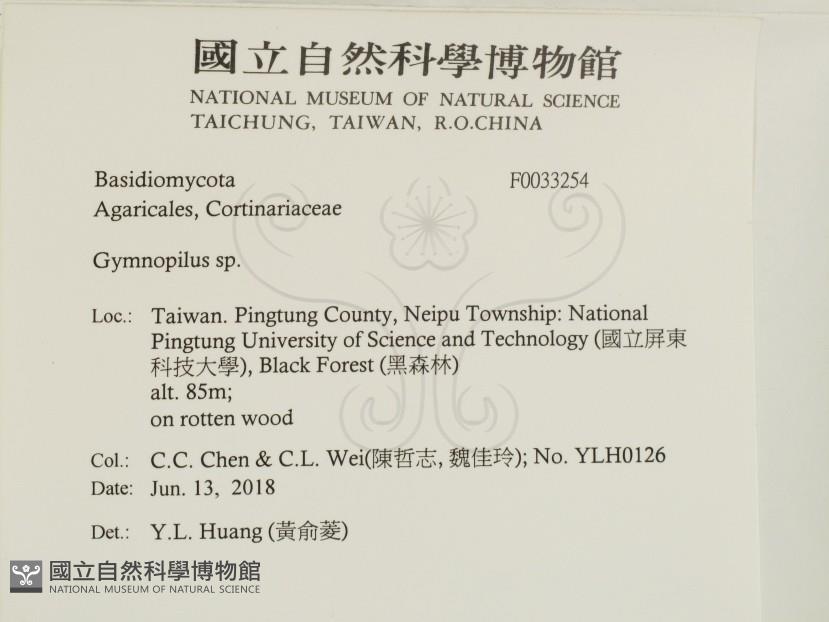 國立自然科學博物館
NATIONAL MUSEUM OF NATURAL SCIENCE
TAICHUNG, TAIWAN, R.O.CHINA
Basidiomycota F0033254
Agaricales, Cortinariaceae
Gymnopilus sp.
Loc.: Taiwan. Pingtung County, Neipu Township: National
Pingtung University of Science and Technology (國立屏東
科技大學), Black Forest (黑森林)
alt. 85m;
on rotten wood
Col.: C.C. Chen & C.L. Wei(陳哲志, 魏佳玲); No. YLH0126
Date: Jun. 13, 2018
Det.: Y.L. Huang (黃俞菱)
國立自然科學博物館
NATIONAL MUSEUM OF NATURAL SCIENCE